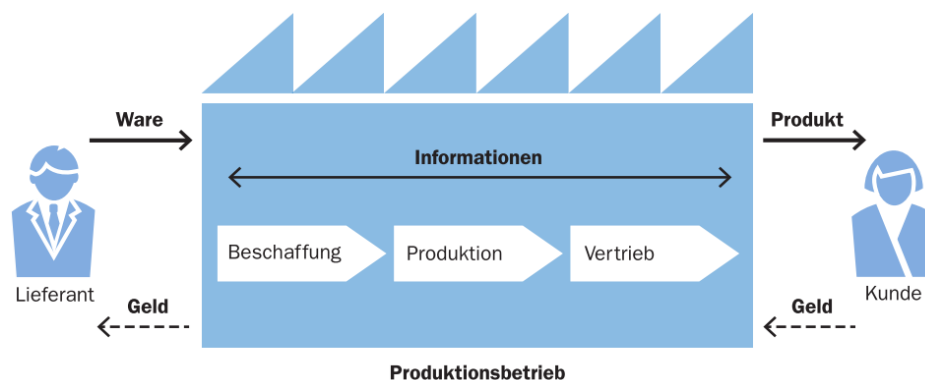 Ware
Produkt
Informationen
Beschaffung
Produktion
Vertrieb
Lieferant
Kunde
Geld
Geld
Produktionsbetrieb